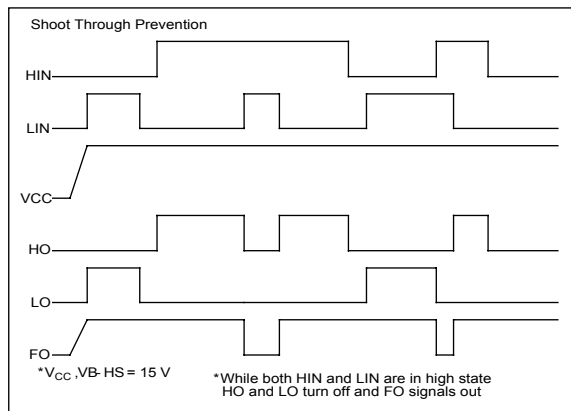 Shoot Through Prevention
HIN
LIN
VCC
HO
LO
FO
*VCC ,VB- HS = 15 V
*While both HIN and LIN are in high state
HO and LO turn off and FO signals out